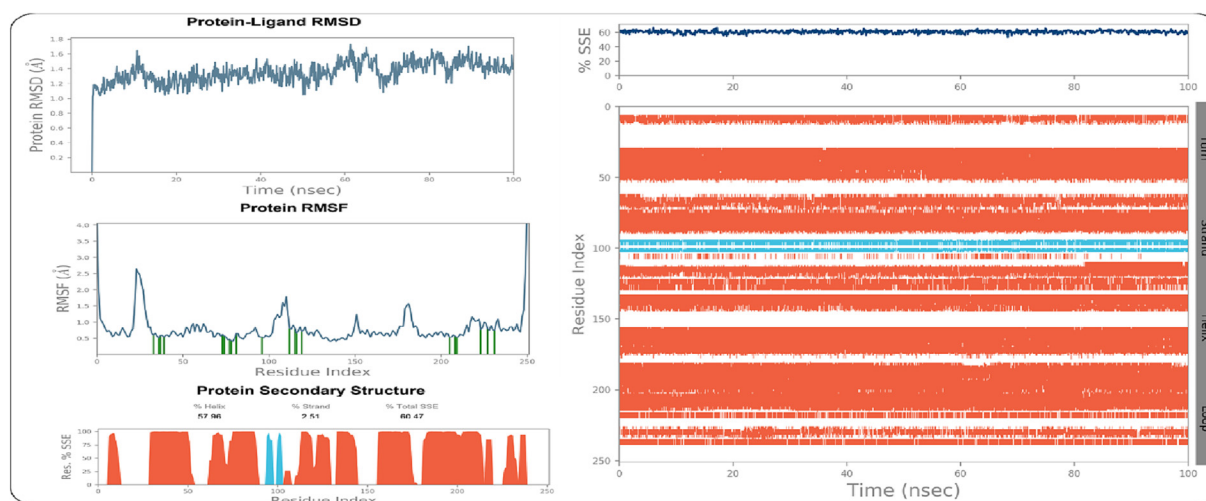 Protein-Ligand RMSD
1.8
1.6
1.4
1.2
1.0
0.8
0.6
0.4
0.2
Protein RMSD (Å)
0 20 40 60 80 100
Time (nsec)
Protein RMSF
4.0
3.5
3.0
2.5
2.0
1.5
1.0
0.5
RMSF (Å)
0 50 100 150 200 250
Residue Index
Protein Secondary Structure
% Helix % Strand % Total SSE
57.96 2.51 60.47
100
75
50
25
0
Res. % SSE
0 50 100 150 200 250
Residue Index
60
40
20
0
% SSE
0 20 40 60 80 100
0
50
100
150
200
250
Residue Index
0 20 40 60 80 100
Time (nsec)
Turn
Strand
Helix
Loop